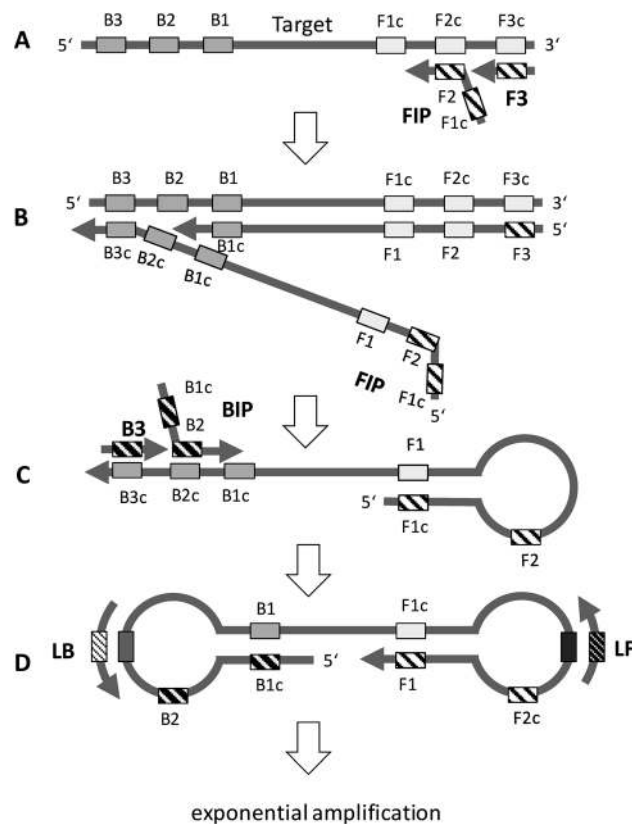 B3 B2 B1 Target F1c F2c F3c
A 5‘ 3‘
F2 F3
FIP
F1c
B3 B2 B1 F1c F2c F3c
5‘ 3‘
B
5‘
B3c B2c B1c B1c F1 F2 F3
F1 F2
FIP F1c
5‘
B1c
B3 B2 BIP
F1
C
B3c B2c B1c 5‘ F1c
F2
B1 F1c
LB LF
D
5‘
B1c F1
B2 F2c
exponential amplification